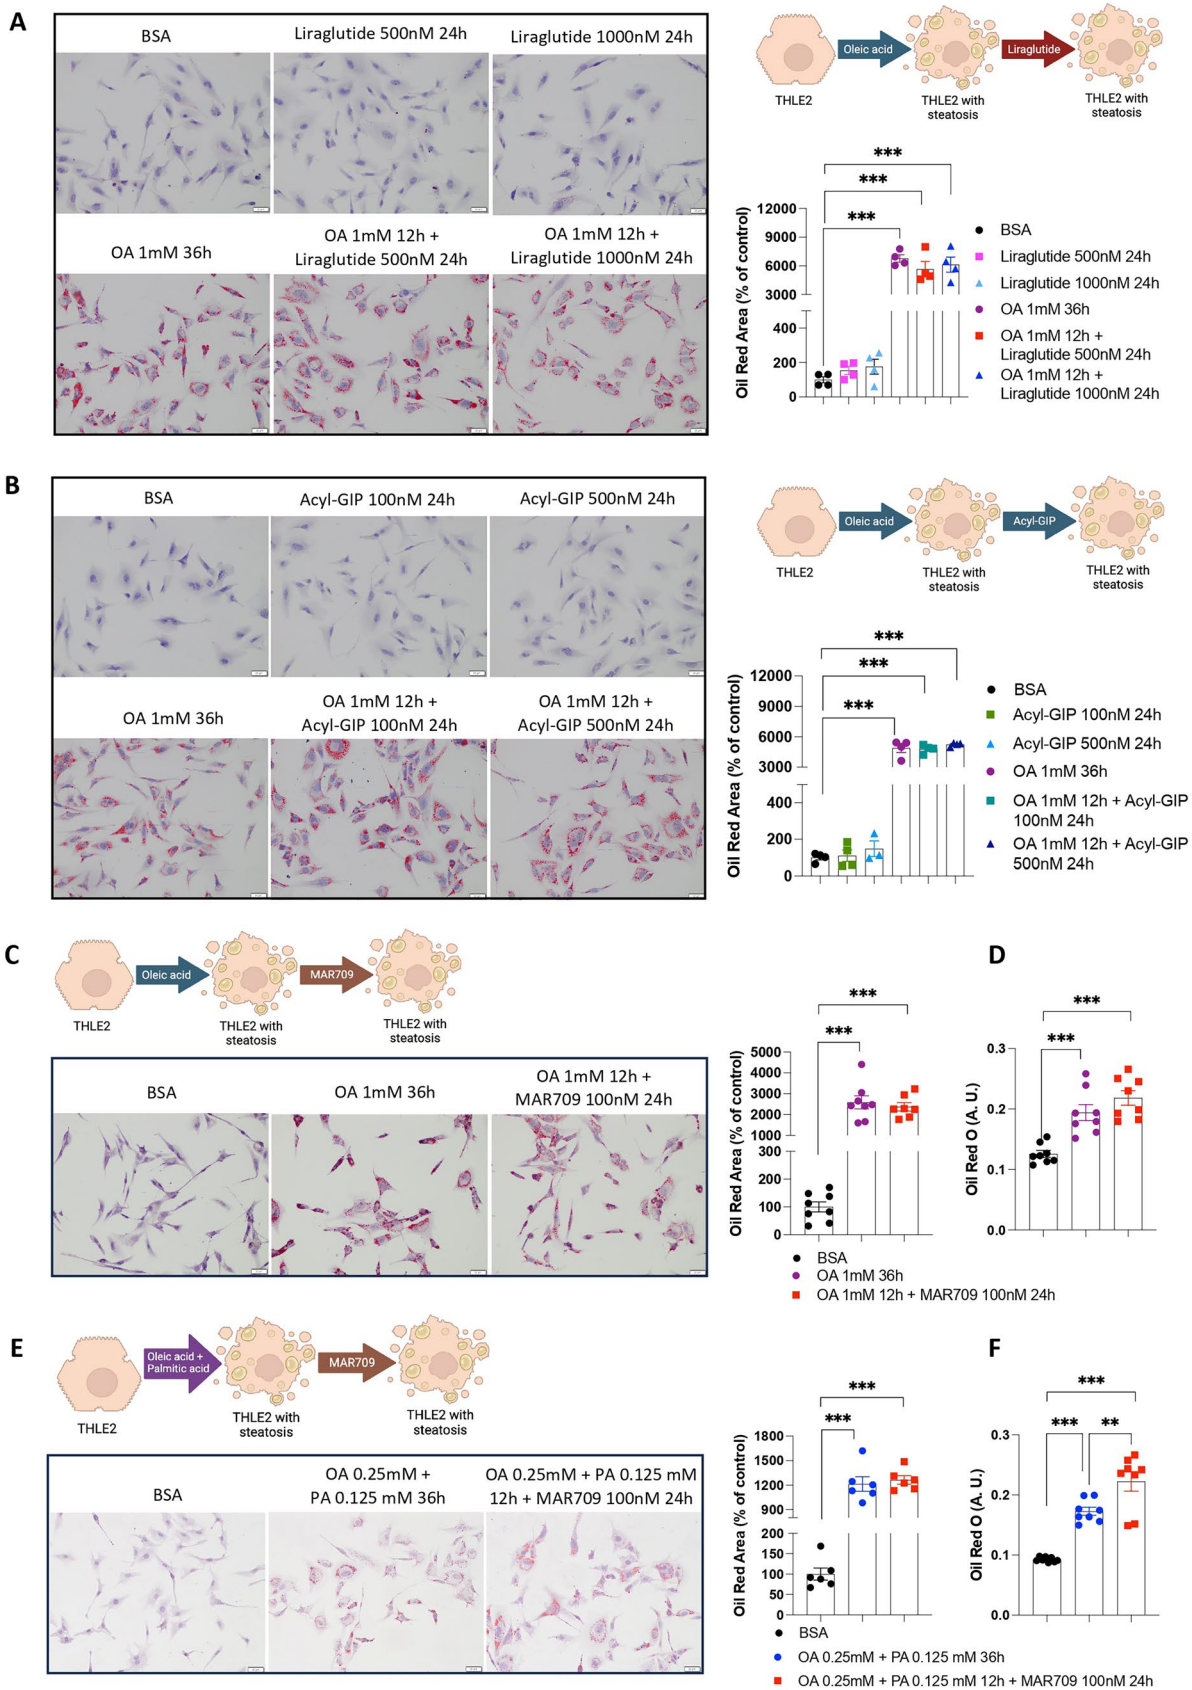 A
BSA
Liraglutide 500nM 24h
Liraglutide 1000nM 24h
OA 1mM 36h
OA 1mM 12h +
Liraglutide 500nM 24h
OA 1mM 12h +
Liraglutide 1000nM 24h
Oleic acid
Liraglutide
THLE2
THLE2 with
steatosis
THLE2 with
steatosis
***
***
***
Oil Red Area (% of control)
12000
9000
6000
3000
400
200
0
BSA
Liraglutide 500nM 24h
Liraglutide 1000nM 24h
OA 1mM 36h
OA 1mM 12h +
Liraglutide 500nM 24h
OA 1mM 12h +
Liraglutide 1000nM 24h
B
BSA
Acyl-GIP 100nM 24h
Acyl-GIP 500nM 24h
OA 1mM 36h
OA 1mM 12h +
Acyl-GIP 100nM 24h
OA 1mM 12h +
Acyl-GIP 500nM 24h
Oleic acid
Acyl-GIP
THLE2
THLE2 with
steatosis
THLE2 with
steatosis
***
***
***
Oil Red Area (% of control)
12000
9000
6000
3000
400
200
0
BSA
Acyl-GIP 100nM 24h
Acyl-GIP 500nM 24h
OA 1mM 36h
OA 1mM 12h + Acyl-GIP
100nM 24h
OA 1mM 12h + Acyl-GIP
500nM 24h
C
Oleic acid
MAR709
THLE2
THLE2 with
steatosis
THLE2 with
steatosis
BSA
OA 1mM 36h
OA 1mM 12h +
MAR709 100nM 24h
***
***
Oil Red Area (% of control)
5000
4000
3000
2000
1000
300
200
100
0
BSA
OA 1mM 36h
OA 1mM 12h + MAR709 100nM 24h
D
***
***
Oil Red O (A. U.)
0.3
0.2
0.1
0.0
E
Oleic acid +
Palmitic acid
MAR709
THLE2
THLE2 with
steatosis
THLE2 with
steatosis
BSA
OA 0.25mM +
PA 0.125 mM 36h
OA 0.25mM + PA 0.125 mM
12h + MAR709 100nM 24h
***
***
Oil Red Area (% of control)
1800
1500
1200
900
200
150
100
50
0
BSA
OA 0.25mM + PA 0.125 mM 36h
OA 0.25mM + PA 0.125 mM 12h + MAR709 100nM 24h
F
***
***
**
Oil Red O (A. U.)
0.3
0.2
0.1
0.0